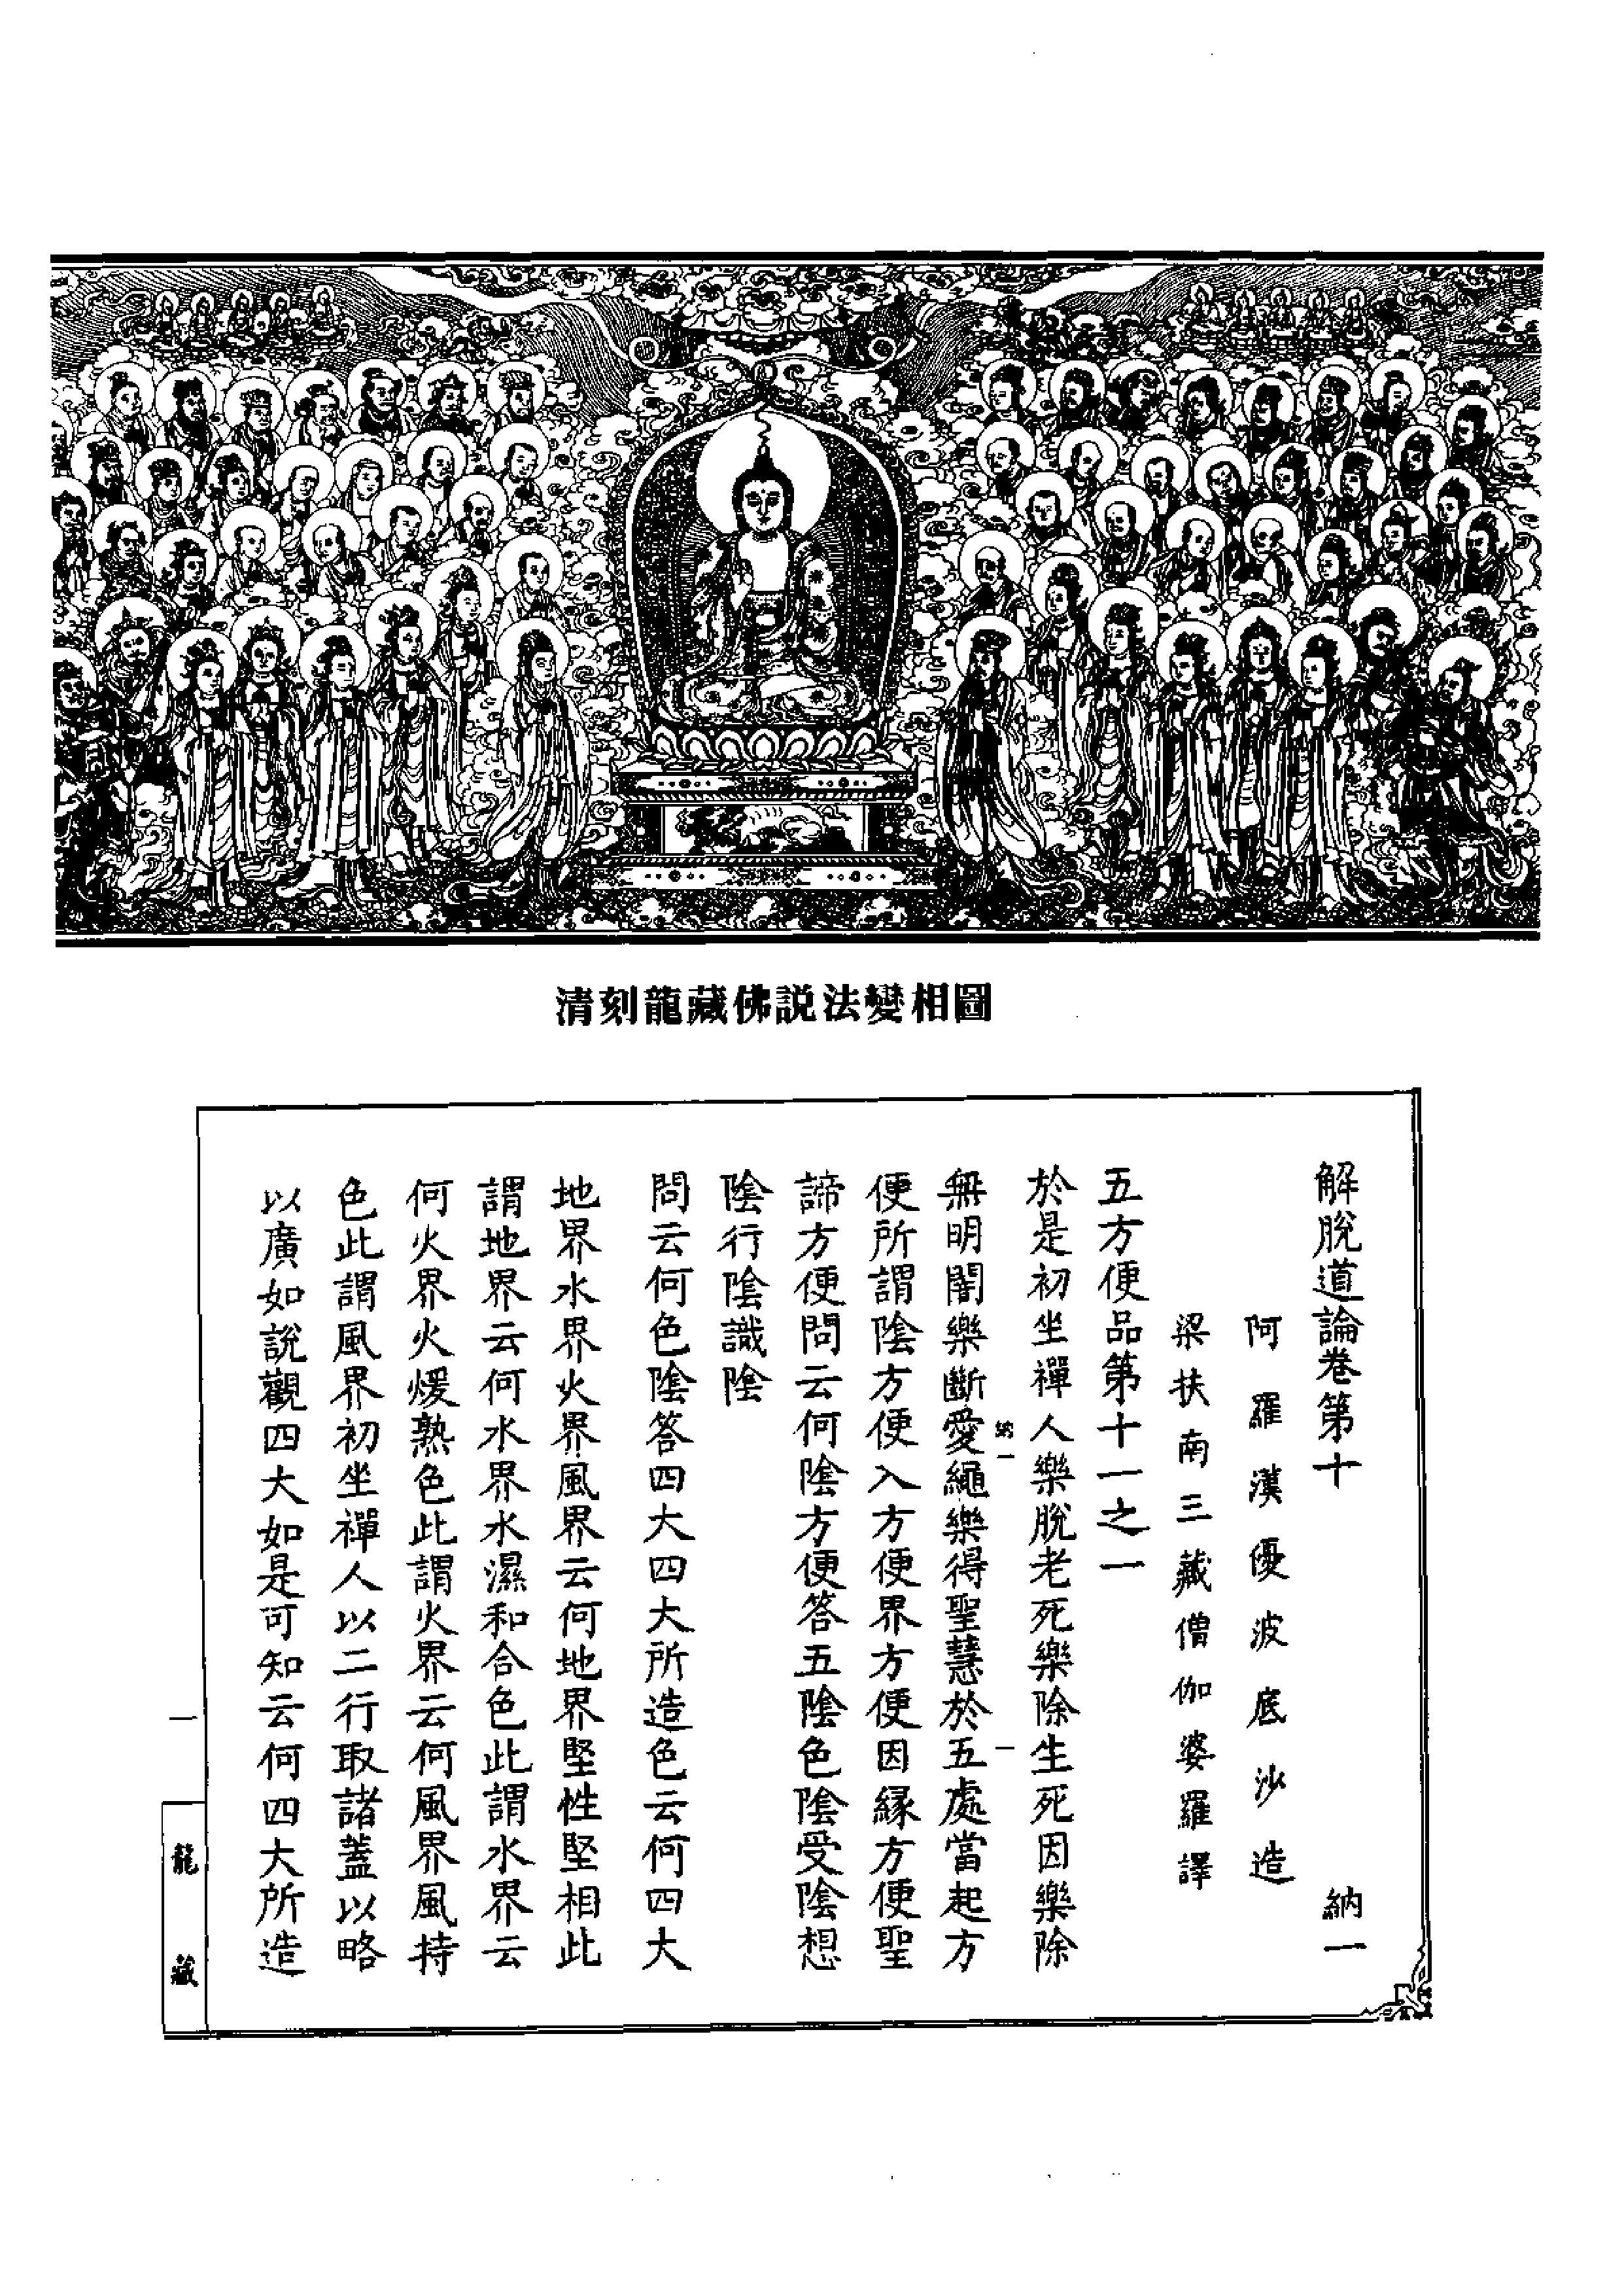 清刻龍藏佛説法變相圖
解脫道論卷第十 納一
阿羅漢優波底沙造
梁扶南三藏僧伽婆羅譯
五方便品第十一之一
於是初坐禪人樂脫老死樂除生死因樂除
無明闇樂斷愛繩樂得聖慧於五處當起方
納一 一
便所謂陰方便入方便界方便因緣方便聖
諦方便問云何陰方便答五陰色陰受陰想
陰行陰識陰
問云何色陰答四大四大所造色云何四大
地界水界火界風界云何地界堅性堅相此
謂地界云何水界水濕和合色此謂水界云
何火界火煖熟色此謂火界云何風界風持
色此謂風界初坐禪人以二行取諸蓋以略
以廣如說觀四大如是可知云何四大所造
一
龍藏